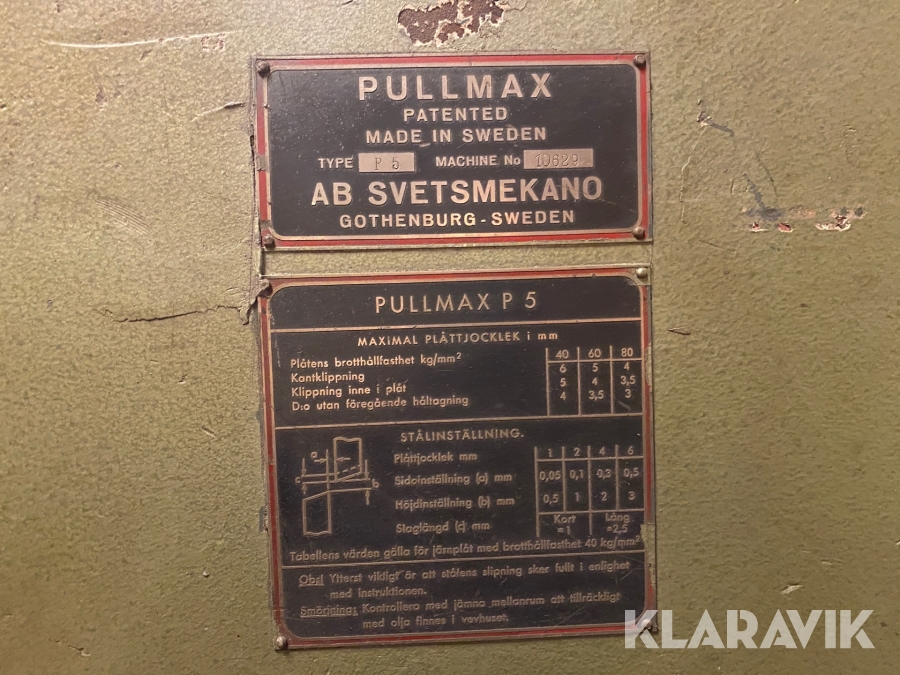 PULLMAX
PATENTED
MADE IN SWEDEN
TYPE P 5 MACHINE No 10629
AB SVETSMEKANO
GOTHENBURG - SWEDEN
PULLMAX P 5
MAXIMAL PLÅTTJOCKLEK i mm
Plåtens brotthållfasthet kg/mm² 40 60 80
Kantklippning 6 5 4
Klippning inne i plåt 5 4 3,5
D:o utan föregående håltagning 4 3,5 3
STÅLINSTÄLLNING.
Plåttjocklek mm 1 2 4 6
Sidoinställning (a) mm 0,05 0,1 0,3 0,5
Höjdinställning (b) mm 0,5 1 2 3
Slaglängd (c) mm Kort =1 Lång =2,5
a
c
b
Tabellens värden gälla för järnplåt med brotthållfasthet 40 kg/mm²
Obs! Ytterst viktigt är att stålens slipning sker fullt i enlighet
med instruktionen.
Smörjning: Kontrollera med jämna mellanrum att tillräckligt
med olja finnes i vevhuset.
KLARAVIK